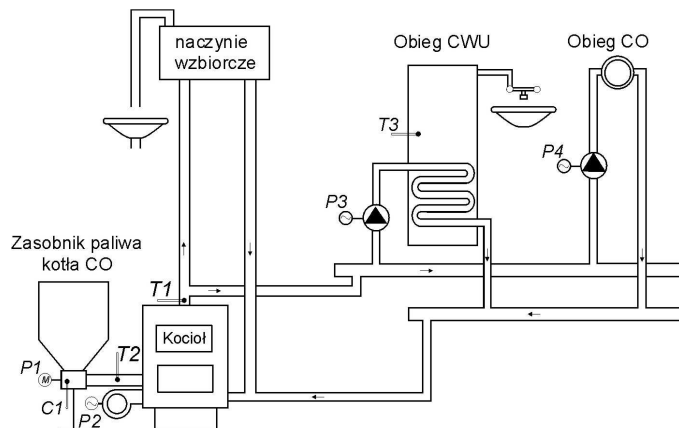 naczynie
wzbiorcze
Obieg CWU
Obieg CO
T3
P4
P3
Zasobnik paliwa
kotła CO
T1
Kocioł
T2
P1
M
C1
P2